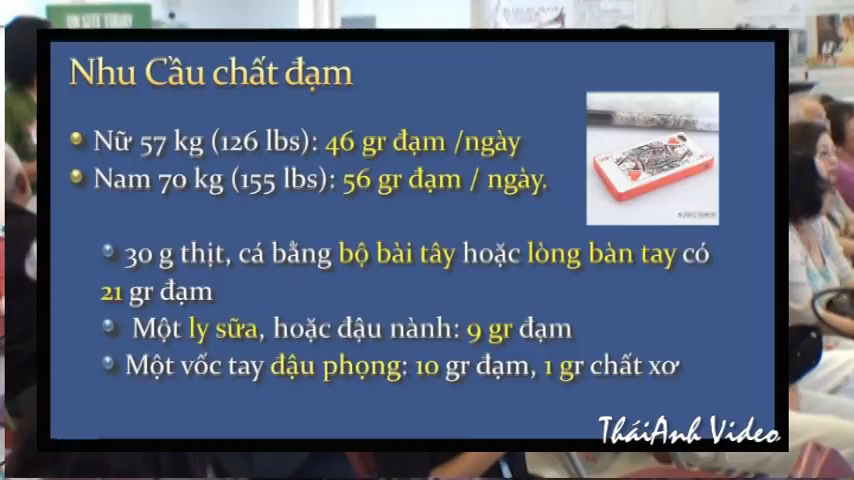 ON SITE TODAY
Nhu Cầu chất đạm
Nữ 57 kg (126 lbs): 46 gr đạm /ngày
Nam 70 kg (155 lbs): 56 gr đạm / ngày.
30 g thịt, cá bằng bộ bài tây hoặc lòng bàn tay có
21 gr đạm
Một ly sữa, hoặc đậu nành: 9 gr đạm
Một vốc tay đậu phọng: 10 gr đạm, 1 gr chất xơ
TháiAnh Video